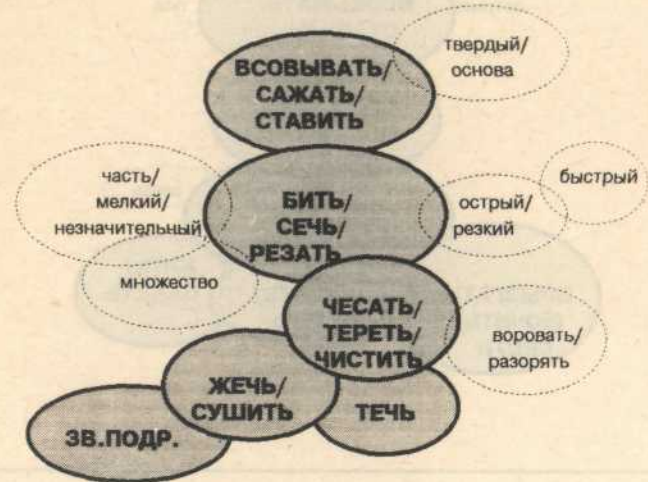 твердый/
основа
ВСОВЫВАТЬ/
САЖАТЬ/
СТАВИТЬ
часть/
мелкий/
незначительный
БИТЬ/
СЕЧЬ/
РЕЗАТЬ
острый/
резкий
быстрый
множество
ЧЕСАТЬ/
ТЕРЕТЬ/
ЧИСТИТЬ
воровать/
разорять
ЖЕЧЬ/
СУШИТЬ
ТЕЧЬ
ЗВ.ПОДР.